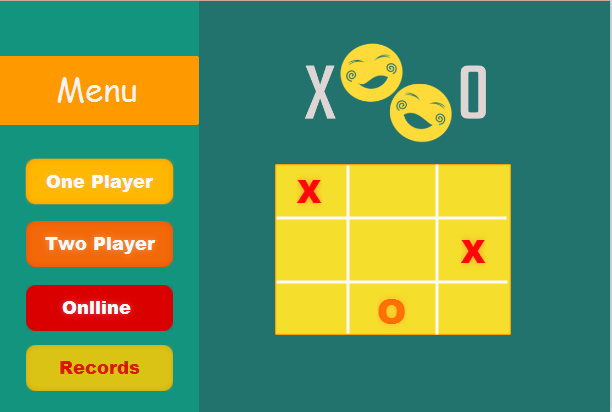 Menu
One Player
Two Player
Onlline
Records
X O
X
X
O